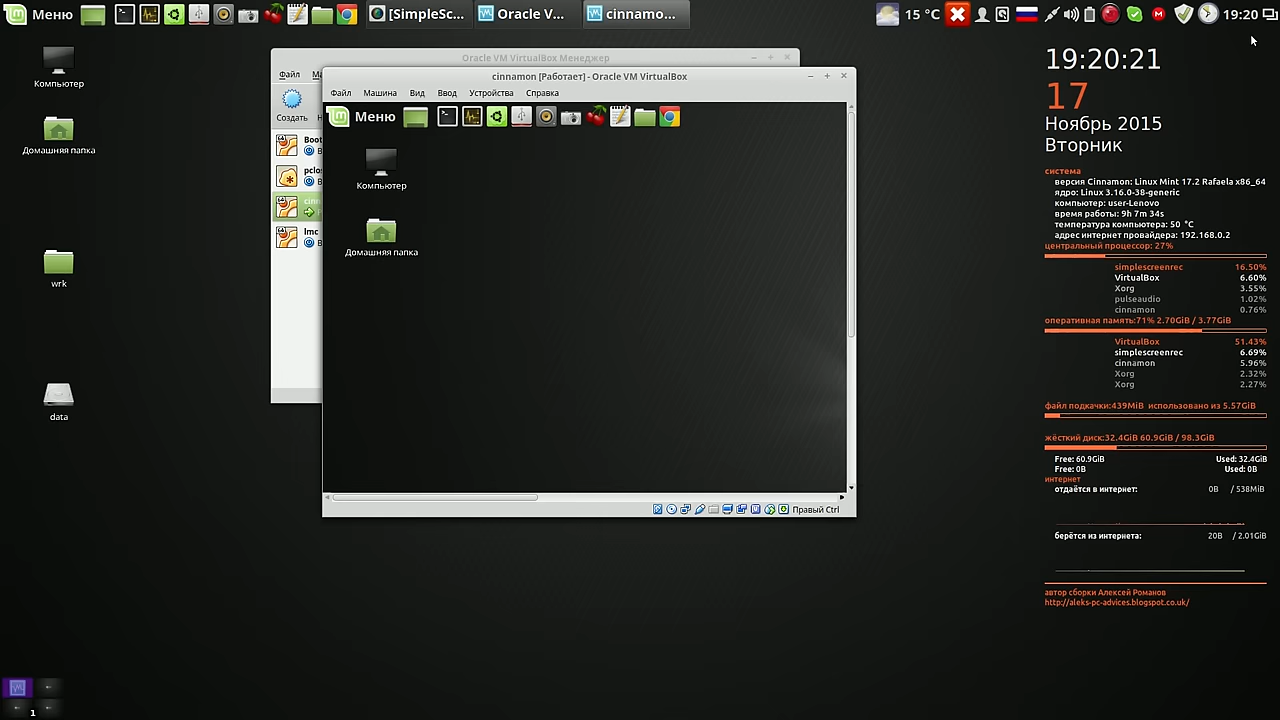 Меню
[SimpleSc...
Oracle V...
cinnamo...
15 °C
19:20
Компьютер
Домашняя папка
wrk
data
1
Oracle VM VirtualBox Менеджер
Файл
Создать
Boot
pclos
lmc
cinnamon [Работает] - Oracle VM VirtualBox
Файл Машина Вид Ввод Устройства Справка
Меню
Компьютер
Домашняя папка
Правый Ctrl
19:20:21
17
Ноябрь 2015
Вторник
система
версия Cinnamon: Linux Mint 17.2 Rafaela x86_64
ядро: Linux 3.16.0-38-generic
компьютер: user-Lenovo
время работы: 9h 7m 34s
температура компьютера: 50 °C
адрес интернет провайдера: 192.168.0.2
центральный процессор: 27%
simplescreenrec 16.50%
VirtualBox 6.60%
Xorg 3.55%
pulseaudio 1.02%
cinnamon 0.76%
оперативная память:71% 2.70GiB / 3.77GiB
VirtualBox 51.43%
simplescreenrec 6.69%
cinnamon 5.96%
Xorg 2.32%
Xorg 2.27%
файл подкачки:439MiB использовано из 5.57GiB
жёсткий диск:32.4GiB 60.9GiB / 98.3GiB
Free: 60.9GiB Used: 32.4GiB
Free: 0B Used: 0B
интернет
отдаётся в интернет: 0B / 538MiB
берётся из интернета: 20B / 2.01GiB
автор сборки Алексей Романов
http://aleks-pc-advices.blogspot.co.uk/